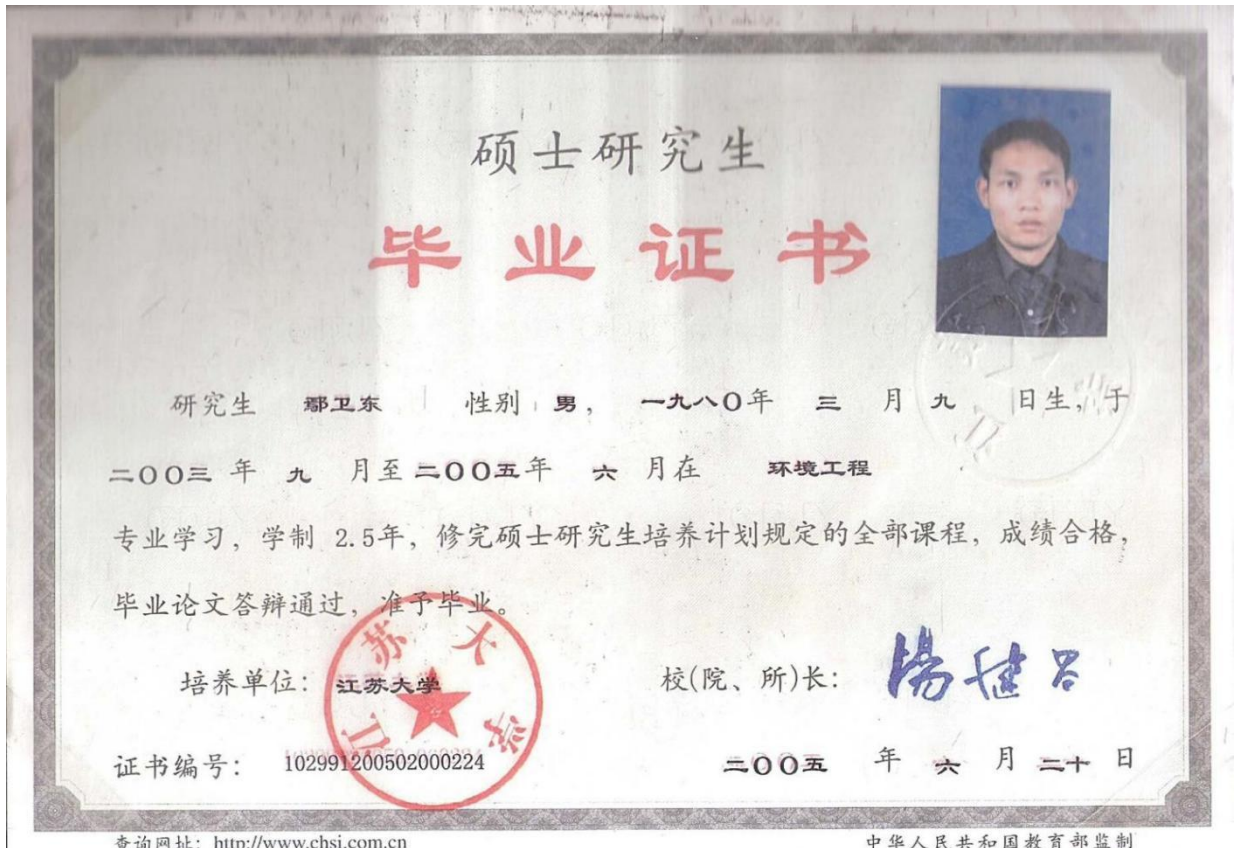 硕士研究生
毕业证书
研究生 鄢卫东 性别 男, 一九八〇年 三 月 九 日生,于
二〇〇三 年 九 月至 二〇〇五年 六 月在 环境工程
专业学习, 学制 2.5年, 修完硕士研究生培养计划规定的全部课程, 成绩合格,
毕业论文答辩通过, 准予毕业。
培养单位: 江苏大学 校(院、所)长:
江苏大学
证书编号: 102991200502000224 二〇〇五 年 六 月 二十 日
查询网址: http://www.chsi.com.cn 中华人民共和国教育部监制